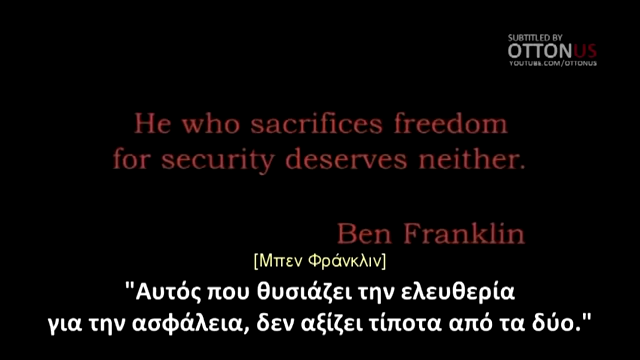 SUBTITLED BY
OTTONUS
YOUTUBE.COM/OTTONUS
He who sacrifices freedom
for security deserves neither.
Ben Franklin
[Μπεν Φράνκλιν]
"Αυτός που θυσιάζει την ελευθερία
για την ασφάλεια, δεν αξίζει τίποτα από τα δύο."